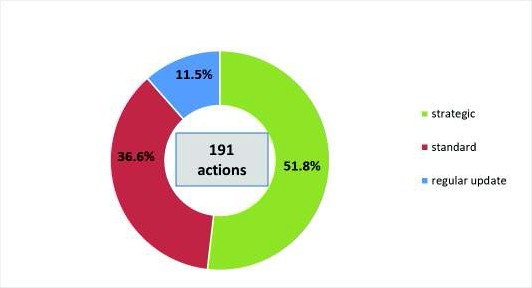 11.5%
36.6%
191
actions
51.8%
strategic
standard
regular update